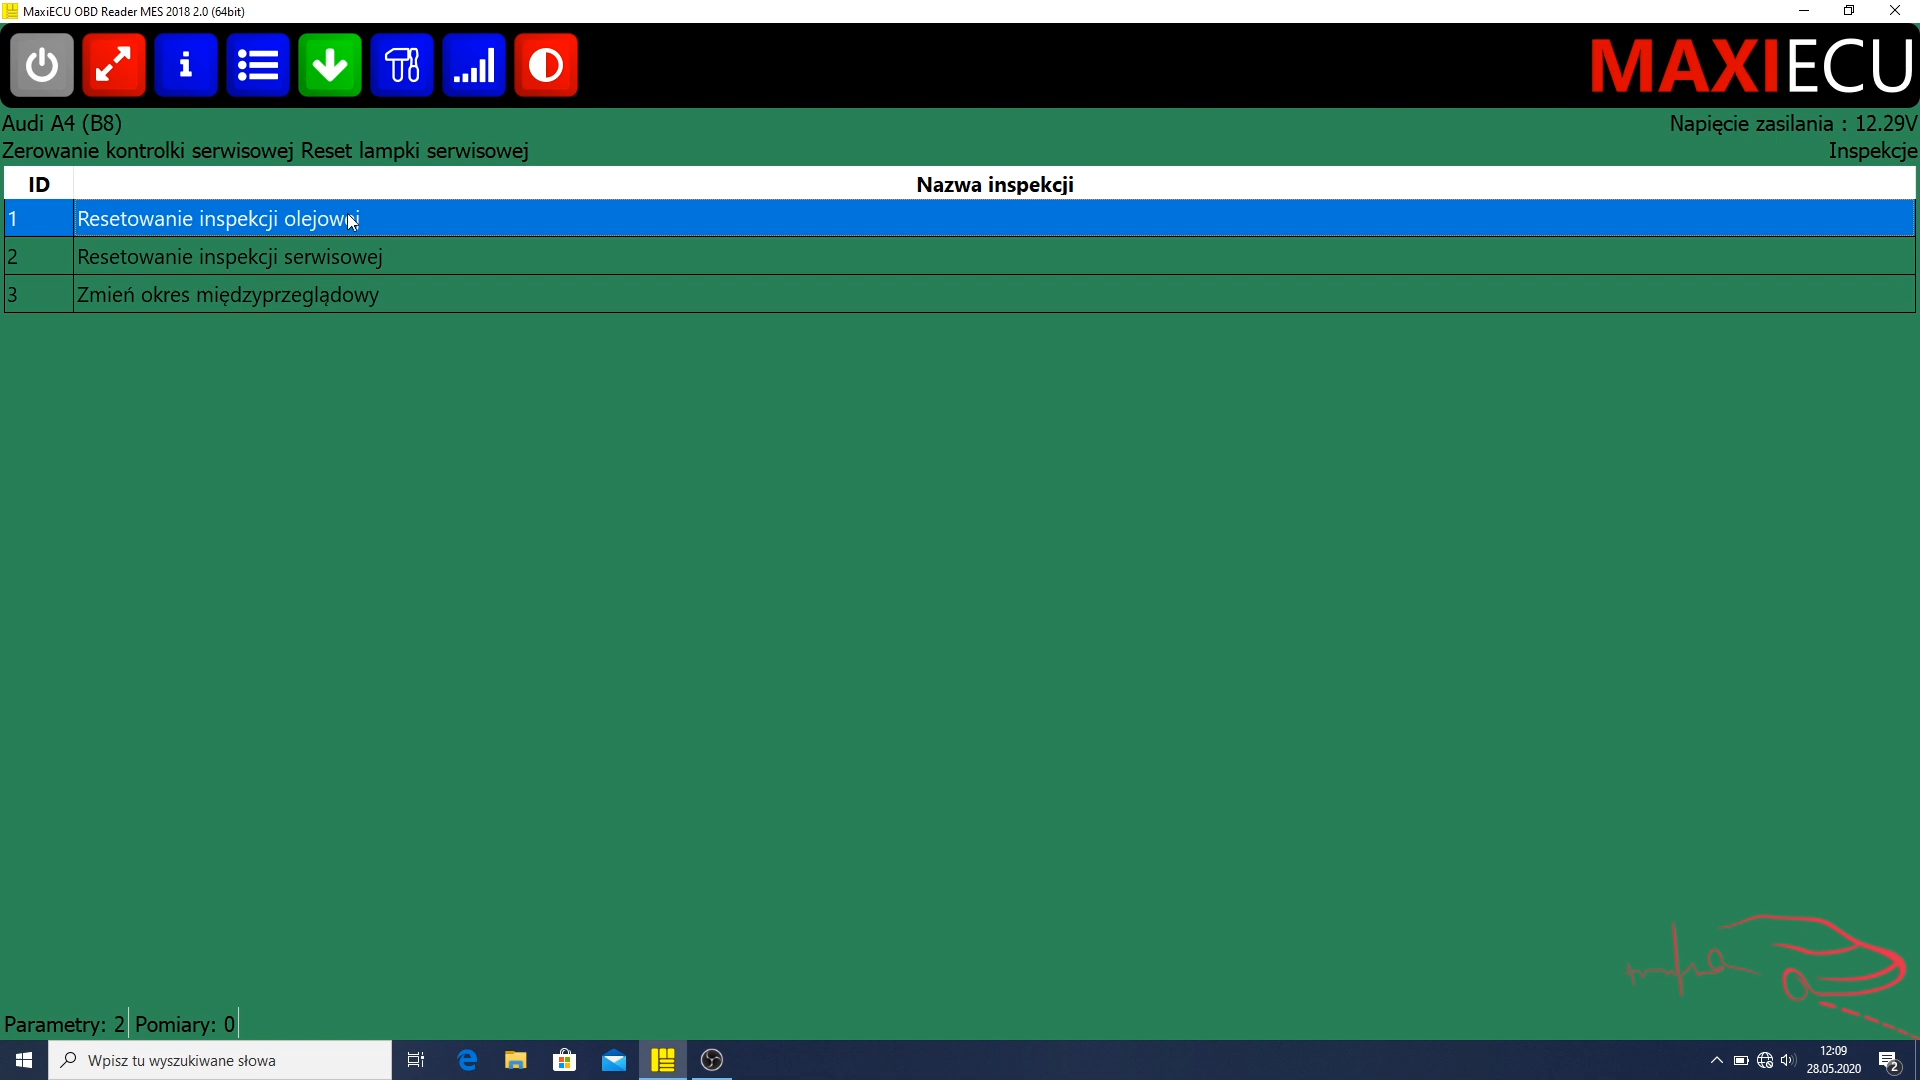 MaxiECU OBD Reader MES 2018 2.0 (64bit)
MAXIECU
Audi A4 (B8)
Napięcie zasilania : 12.29V
Zerowanie kontrolki serwisowej Reset lampki serwisowej
Inspekcje
ID Nazwa inspekcji
1 Resetowanie inspekcji olejowej
2 Resetowanie inspekcji serwisowej
3 Zmień okres międzyprzeglądowy
Parametry: 2 Pomiary: 0
Wpisz tu wyszukiwane słowa
12:09
28.05.2020
2